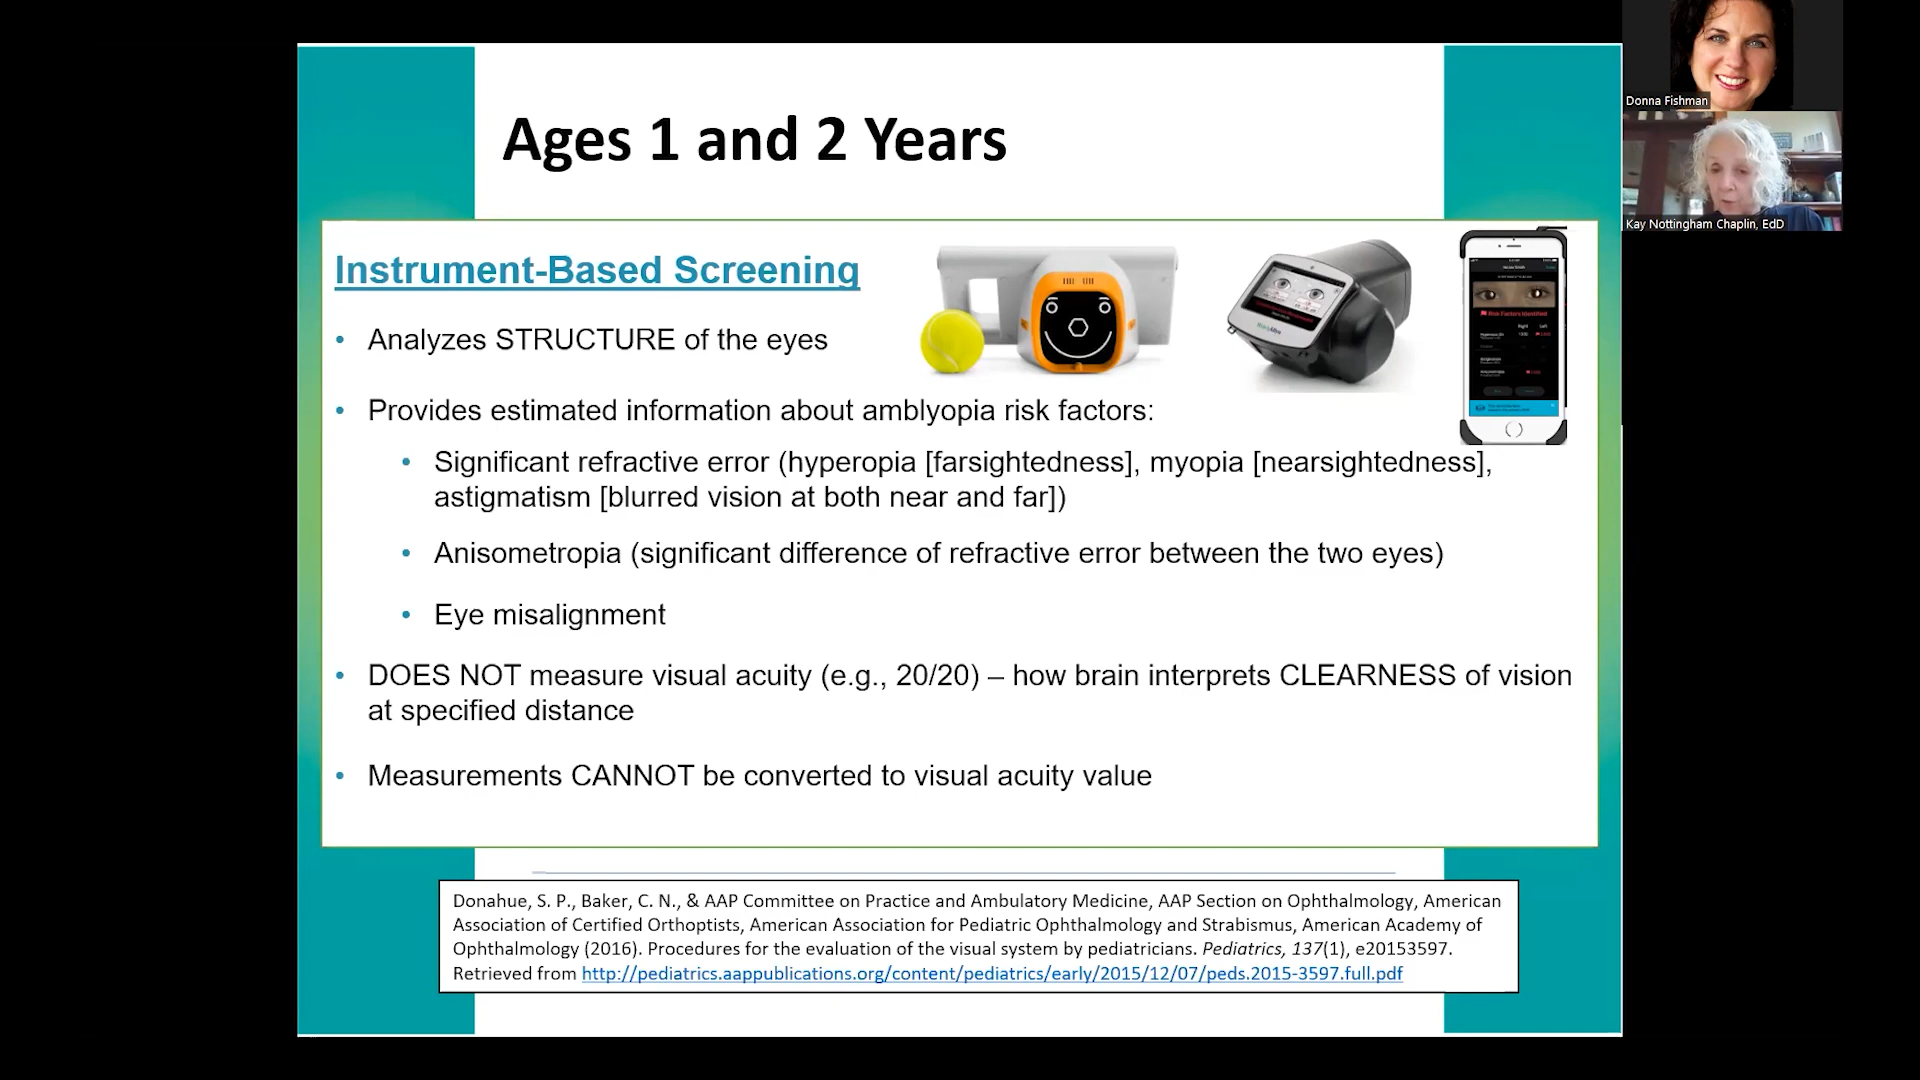 Ages 1 and 2 Years
Donna Fishman
Kay Nottingham Chaplin, EdD
Instrument-Based Screening
• Analyzes STRUCTURE of the eyes
• Provides estimated information about amblyopia risk factors:
• Significant refractive error (hyperopia [farsightedness], myopia [nearsightedness],
astigmatism [blurred vision at both near and far])
• Anisometropia (significant difference of refractive error between the two eyes)
• Eye misalignment
• DOES NOT measure visual acuity (e.g., 20/20) – how brain interprets CLEARNESS of vision
at specified distance
• Measurements CANNOT be converted to visual acuity value
Risk Factors Identified
Right Left
Donahue, S. P., Baker, C. N., & AAP Committee on Practice and Ambulatory Medicine, AAP Section on Ophthalmology, American
Association of Certified Orthoptists, American Association for Pediatric Ophthalmology and Strabismus, American Academy of
Ophthalmology (2016). Procedures for the evaluation of the visual system by pediatricians. Pediatrics, 137(1), e20153597.
Retrieved from http://pediatrics.aappublications.org/content/pediatrics/early/2015/12/07/peds.2015-3597.full.pdf